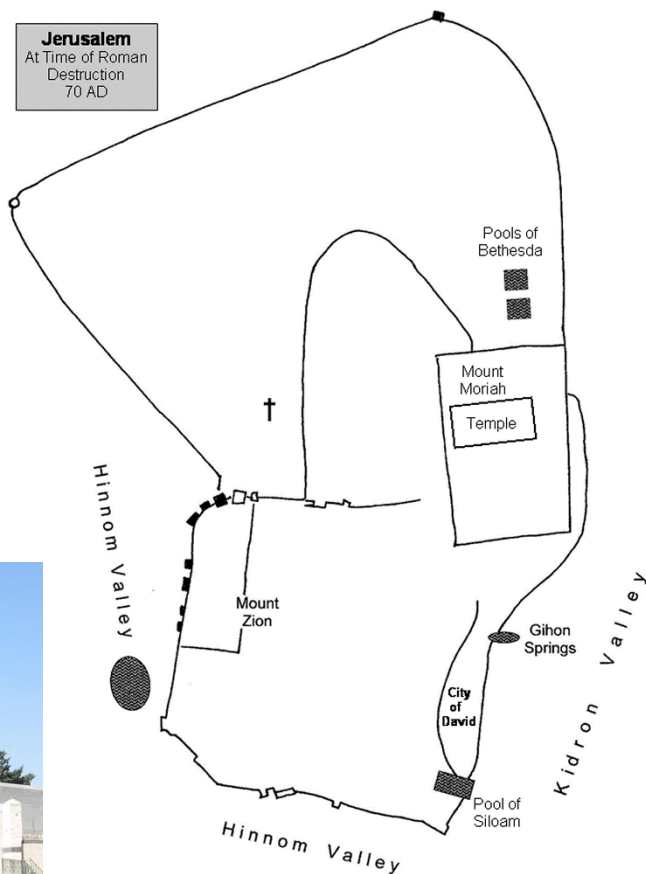 Jerusalem
At Time of Roman
Destruction
70 AD
Pools of
Bethesda
Mount
Moriah
Temple
Hinnom Valley
Mount
Zion
Gihon
Springs
Kidron Valley
City
of
David
Pool of
Siloam
Hinnom Valley